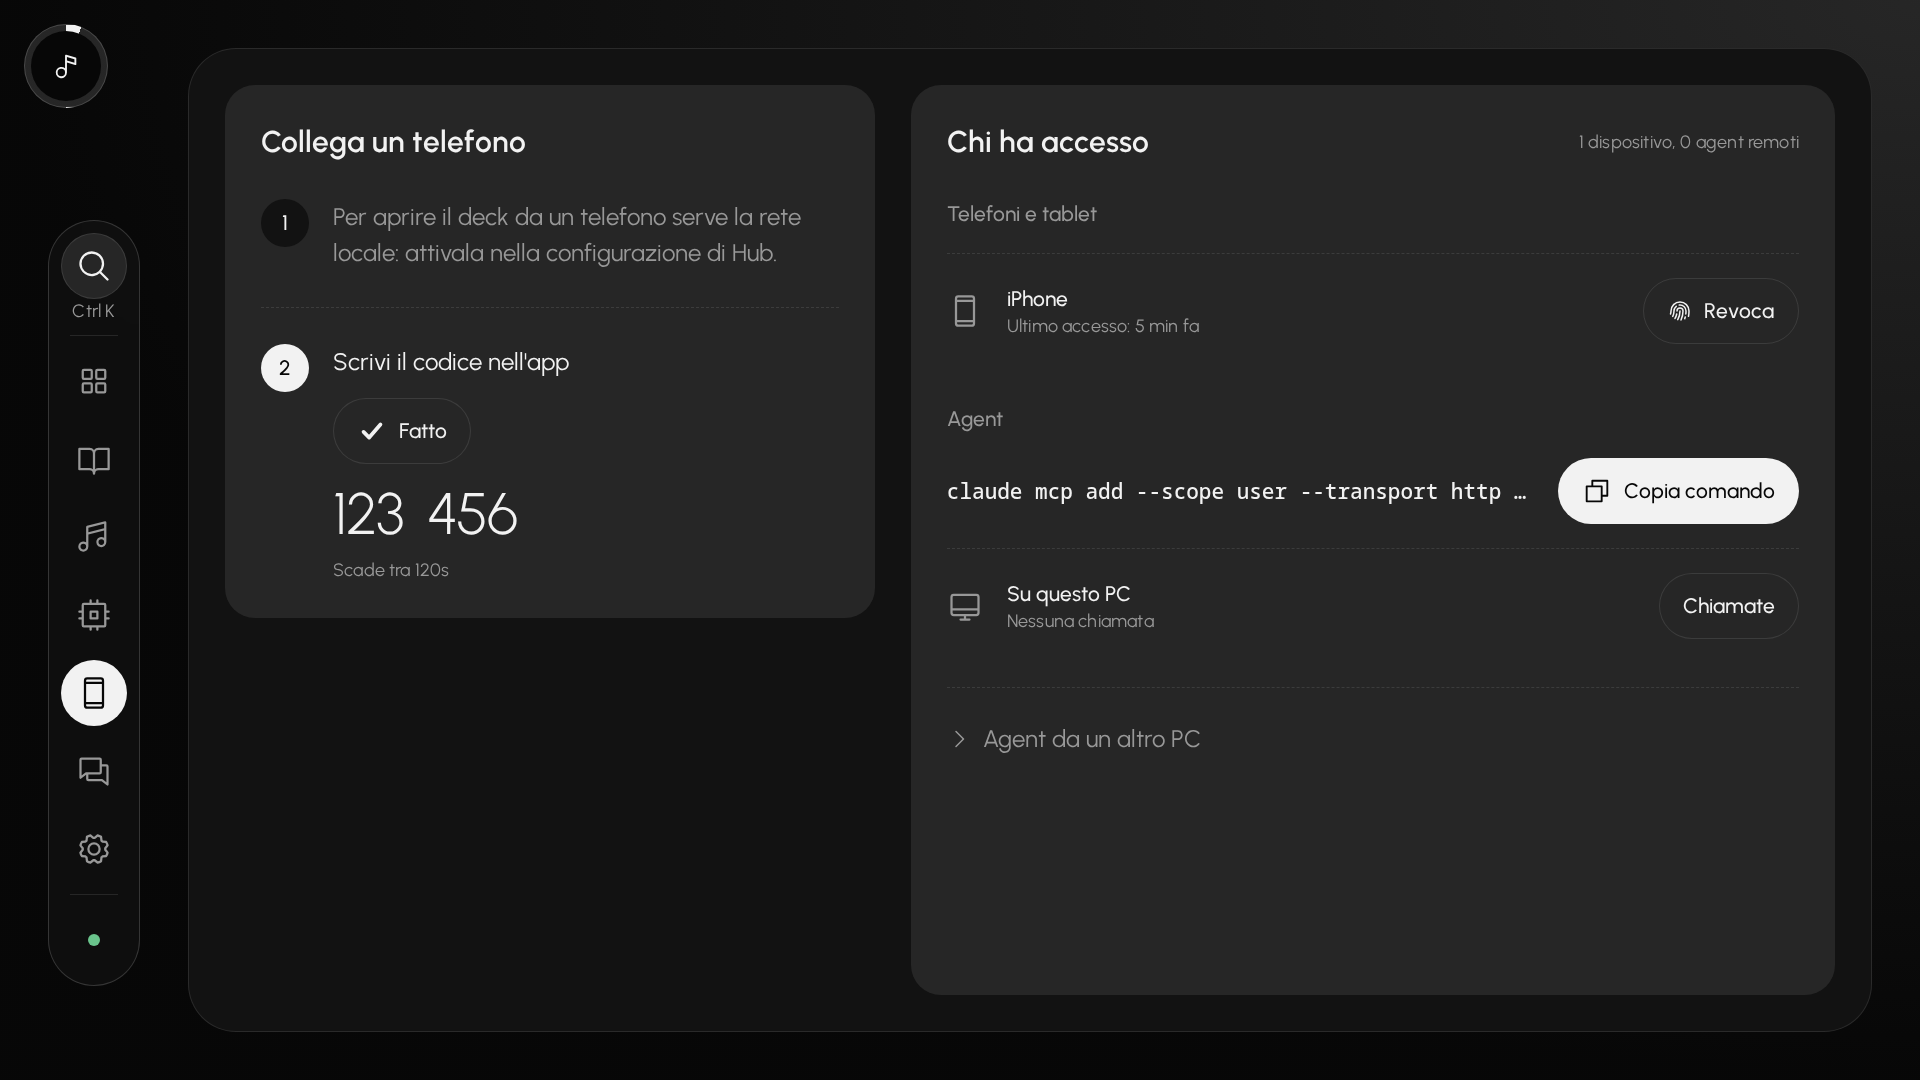 Ctrl K
Collega un telefono
1
Per aprire il deck da un telefono serve la rete
locale: attivala nella configurazione di Hub.
2
Scrivi il codice nell'app
Fatto
123 456
Scade tra 120s
Chi ha accesso
1 dispositivo, 0 agent remoti
Telefoni e tablet
iPhone
Ultimo accesso: 5 min fa
Revoca
Agent
claude mcp add --scope user --transport http …
Copia comando
Su questo PC
Nessuna chiamata
Chiamate
Agent da un altro PC